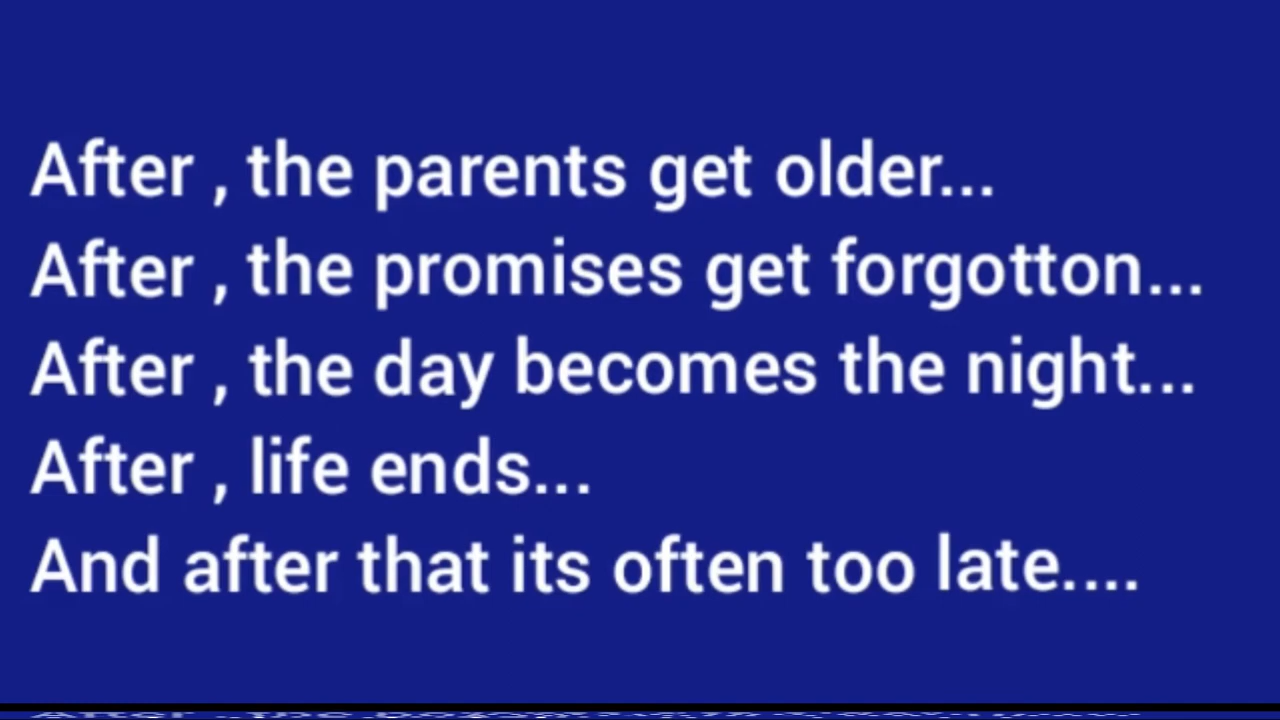 After , the parents get older...
After , the promises get forgotton...
After , the day becomes the night...
After , life ends...
And after that its often too late....